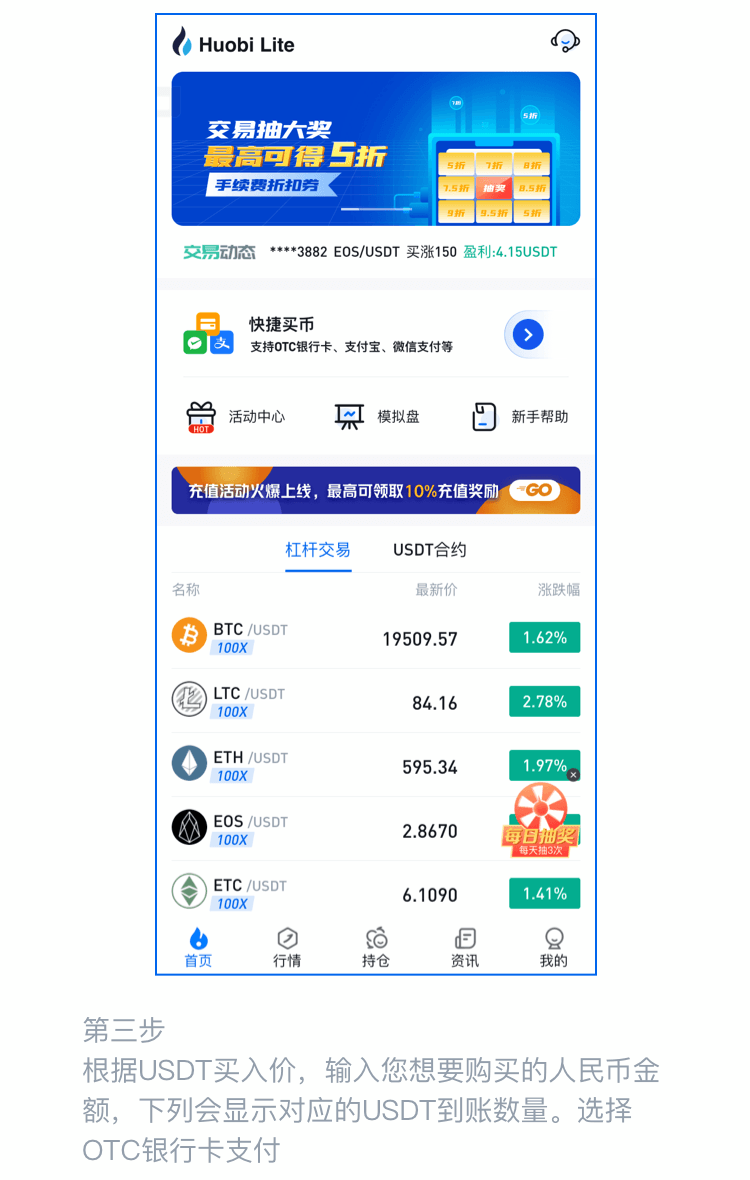 Huobi Lite
交易抽大奖
最高可得5折
手续费折扣券
1折
5折
5折 7折 8折
7.5折 抽奖 8.5折
9折 9.5折 5折
交易动态 ****3882 EOS/USDT 买涨150 盈利:4.15USDT
快捷买币
支持OTC银行卡、支付宝、微信支付等
支
HOT 活动中心 模拟盘 新手帮助
充值活动火爆上线，最高可领取10%充值奖励 GO
杠杆交易 USDT合约
名称 最新价 涨跌幅
BTC /USDT 19509.57 1.62%
100X
LTC /USDT 84.16 2.78%
100X
ETH /USDT 595.34 1.97%
100X
EOS /USDT 2.8670
100X
每日抽奖
每天抽3次
ETC /USDT 6.1090 1.41%
100X
首页 行情 持仓 资讯 我的
第三步
根据USDT买入价，输入您想要购买的人民币金
额，下列会显示对应的USDT到账数量。选择
OTC银行卡支付